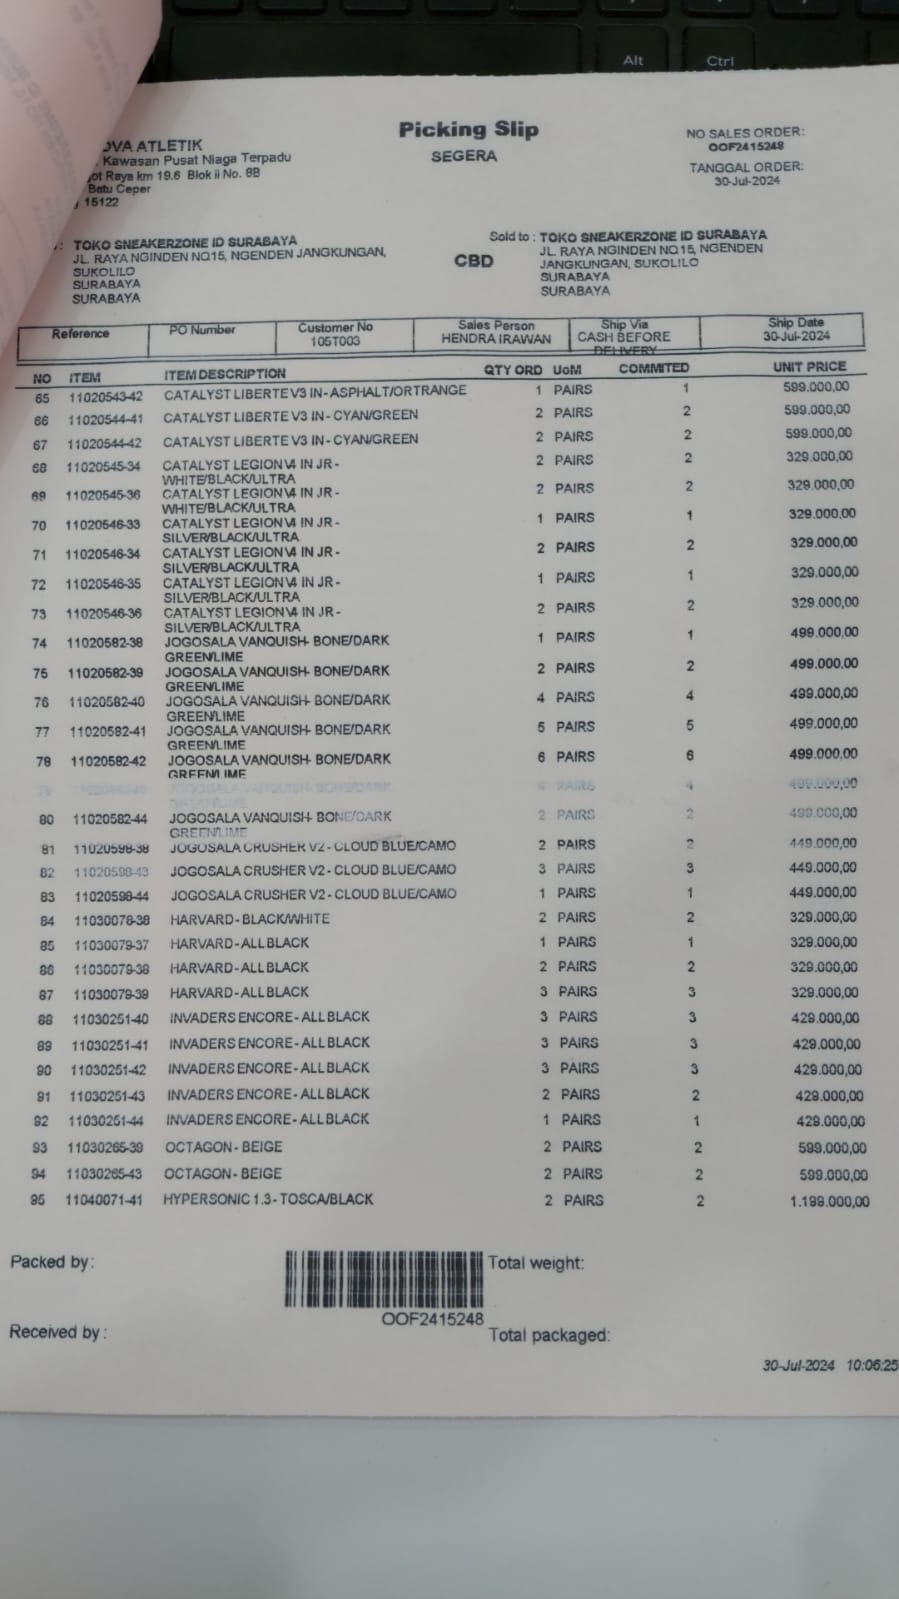 Alt Ctrl
Picking Slip
SEGERA
NO SALES ORDER:
OOF2415248
TANGGAL ORDER:
30-Jul-2024
OVA ATLETIK
Kawasan Pusat Niaga Terpadu
ot Raya km 19.6 Blok ii No. 8B
Batu Ceper
15122
: TOKO SNEAKERZONE ID SURABAYA
JL. RAYA NGINDEN NO.15, NGENDEN JANGKUNGAN,
SUKOLILO
SURABAYA
SURABAYA
CBD
Sold to : TOKO SNEAKERZONE ID SURABAYA
JL. RAYA NGINDEN NO.15, NGENDEN
JANGKUNGAN, SUKOLILO
SURABAYA
SURABAYA
Reference PO Number Customer No Sales Person Ship Via Ship Date
105T003 HENDRA IRAWAN CASH BEFORE 30-Jul-2024
DELIVERY
NO ITEM ITEM DESCRIPTION QTY ORD UoM COMMITED UNIT PRICE
65 11020543-42 CATALYST LIBERTE V3 IN - ASPHALT/ORTRANGE 1 PAIRS 1 599.000,00
66 11020544-41 CATALYST LIBERTE V3 IN - CYAN/GREEN 2 PAIRS 2 599.000,00
67 11020544-42 CATALYST LIBERTE V3 IN - CYAN/GREEN 2 PAIRS 2 599.000,00
68 11020545-34 CATALYST LEGION V4 IN JR - 2 PAIRS 2 329.000,00
WHITE/BLACK/ULTRA
69 11020545-36 CATALYST LEGION V4 IN JR - 2 PAIRS 2 329.000,00
WHITE/BLACK/ULTRA
70 11020546-33 CATALYST LEGION V4 IN JR - 1 PAIRS 1 329.000,00
SILVER/BLACK/ULTRA
71 11020546-34 CATALYST LEGION V4 IN JR - 2 PAIRS 2 329.000,00
SILVER/BLACK/ULTRA
72 11020546-35 CATALYST LEGION V4 IN JR - 1 PAIRS 1 329.000,00
SILVER/BLACK/ULTRA
73 11020546-36 CATALYST LEGION V4 IN JR - 2 PAIRS 2 329.000,00
SILVER/BLACK/ULTRA
74 11020582-38 JOGOSALA VANQUISH - BONE/DARK 1 PAIRS 1 499.000,00
GREEN/LIME
75 11020582-39 JOGOSALA VANQUISH - BONE/DARK 2 PAIRS 2 499.000,00
GREEN/LIME
76 11020582-40 JOGOSALA VANQUISH - BONE/DARK 4 PAIRS 4 499.000,00
GREEN/LIME
77 11020582-41 JOGOSALA VANQUISH - BONE/DARK 5 PAIRS 5 499.000,00
GREEN/LIME
78 11020582-42 JOGOSALA VANQUISH - BONE/DARK 6 PAIRS 6 499.000,00
GREEN/LIME
79 JOGOSALA VANQUISH - BONE/DARK 4 PAIRS 4 499.000,00
80 11020582-44 JOGOSALA VANQUISH - BONE/DARK 2 PAIRS 2 499.000,00
GREEN/LIME
81 11020598-38 JOGOSALA CRUSHER V2 - CLOUD BLUE/CAMO 2 PAIRS 2 449.000,00
82 11020598-43 JOGOSALA CRUSHER V2 - CLOUD BLUE/CAMO 3 PAIRS 3 449.000,00
83 11020598-44 JOGOSALA CRUSHER V2 - CLOUD BLUE/CAMO 1 PAIRS 1 449.000,00
84 11030078-38 HARVARD - BLACK/WHITE 2 PAIRS 2 329.000,00
85 11030079-37 HARVARD - ALL BLACK 1 PAIRS 1 329.000,00
86 11030079-38 HARVARD - ALL BLACK 2 PAIRS 2 329.000,00
87 11030079-39 HARVARD - ALL BLACK 3 PAIRS 3 329.000,00
88 11030251-40 INVADERS ENCORE - ALL BLACK 3 PAIRS 3 429.000,00
89 11030251-41 INVADERS ENCORE - ALL BLACK 3 PAIRS 3 429.000,00
90 11030251-42 INVADERS ENCORE - ALL BLACK 3 PAIRS 3 429.000,00
91 11030251-43 INVADERS ENCORE - ALL BLACK 2 PAIRS 2 429.000,00
92 11030251-44 INVADERS ENCORE - ALL BLACK 1 PAIRS 1 429.000,00
93 11030265-39 OCTAGON - BEIGE 2 PAIRS 2 599.000,00
94 11030265-43 OCTAGON - BEIGE 2 PAIRS 2 599.000,00
95 11040071-41 HYPERSONIC 1.3 - TOSCA/BLACK 2 PAIRS 2 1.199.000,00
Packed by : Total weight:
OOF2415248
Received by : Total packaged:
30-Jul-2024 10:06:25